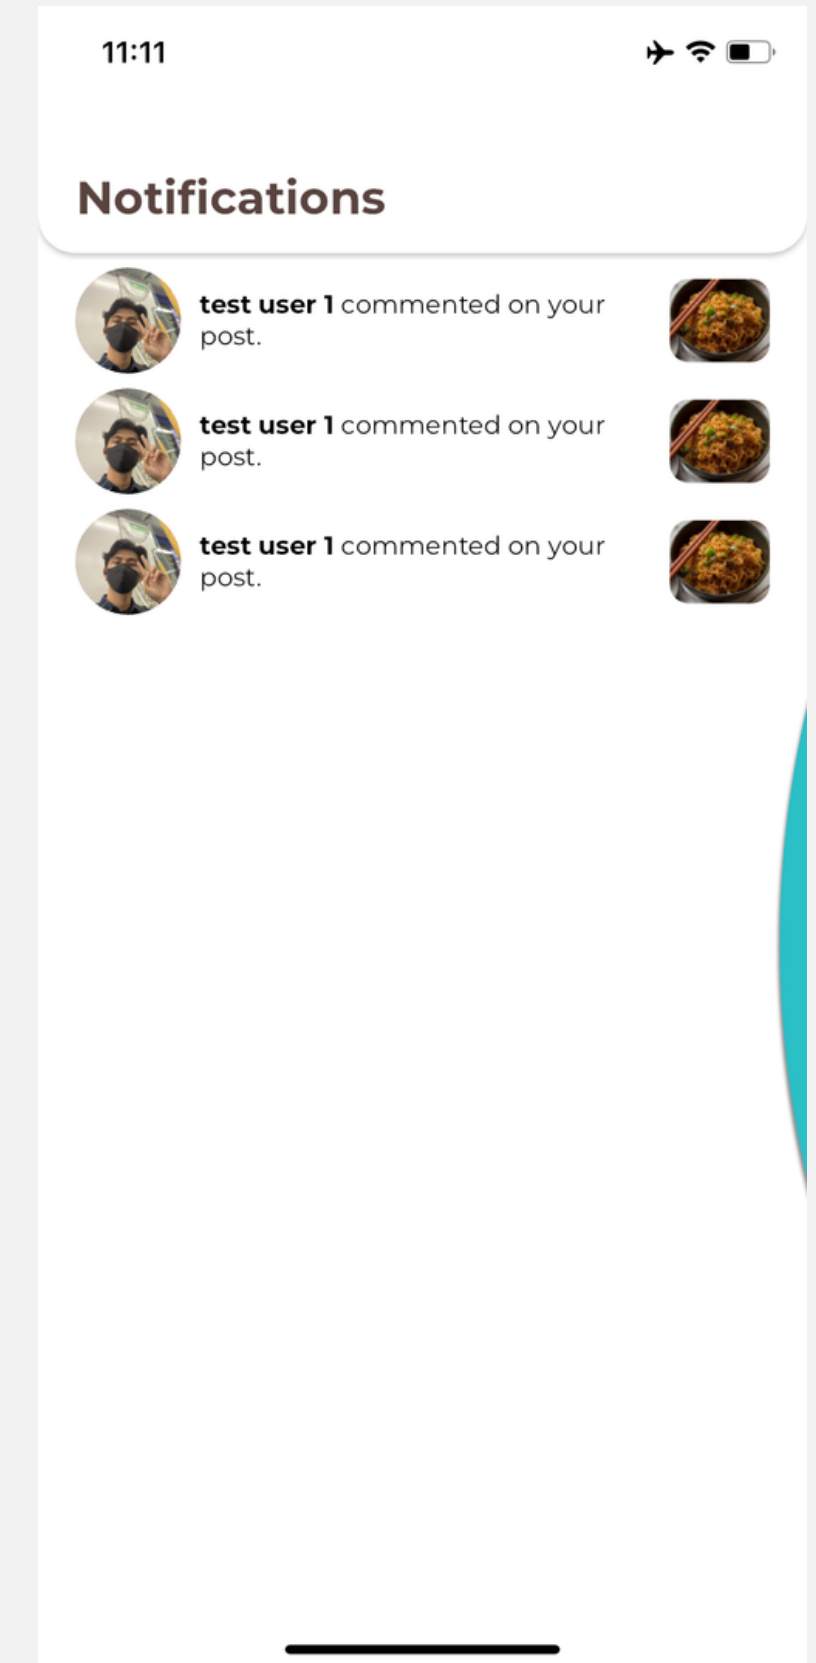 11:11
Notifications
test user 1 commented on your
post.
test user 1 commented on your
post.
test user 1 commented on your
post.